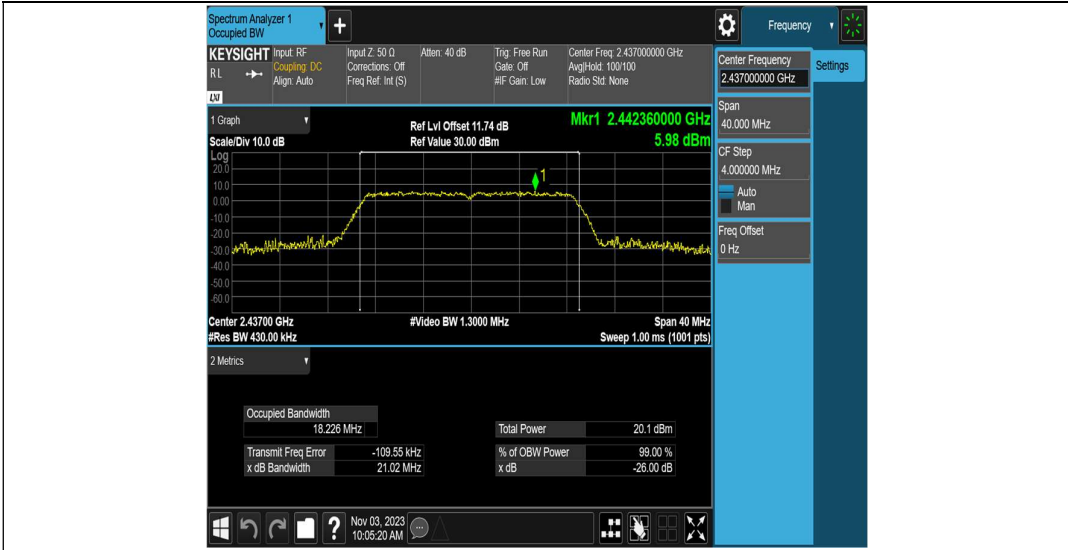 Spectrum Analyzer 1
Occupied BW
+
Frequency
KEYSIGHT
R L
LXI
Input: RF
Coupling: DC
Align: Auto
Input Z: 50 Ω
Corrections: Off
Freq Ref: Int (S)
Atten: 40 dB
Trig: Free Run
Gate: Off
#IF Gain: Low
Center Freq: 2.437000000 GHz
Avg|Hold: 100/100
Radio Std: None
Center Frequency
2.437000000 GHz
Settings
Span
40.000 MHz
CF Step
4.000000 MHz
Auto
Man
Freq Offset
0 Hz
1 Graph
Scale/Div 10.0 dB
Ref Lvl Offset 11.74 dB
Ref Value 30.00 dBm
Mkr1 2.442360000 GHz
5.98 dBm
Log
20.0
10.0
0.00
-10.0
-20.0
-30.0
-40.0
-50.0
-60.0
1
Center 2.43700 GHz
#Video BW 1.3000 MHz
Span 40 MHz
#Res BW 430.00 kHz
Sweep 1.00 ms (1001 pts)
2 Metrics
Occupied Bandwidth
18.226 MHz
Total Power 20.1 dBm
Transmit Freq Error -109.55 kHz
% of OBW Power 99.00 %
x dB Bandwidth 21.02 MHz
x dB -26.00 dB
?
Nov 03, 2023
10:05:20 AM